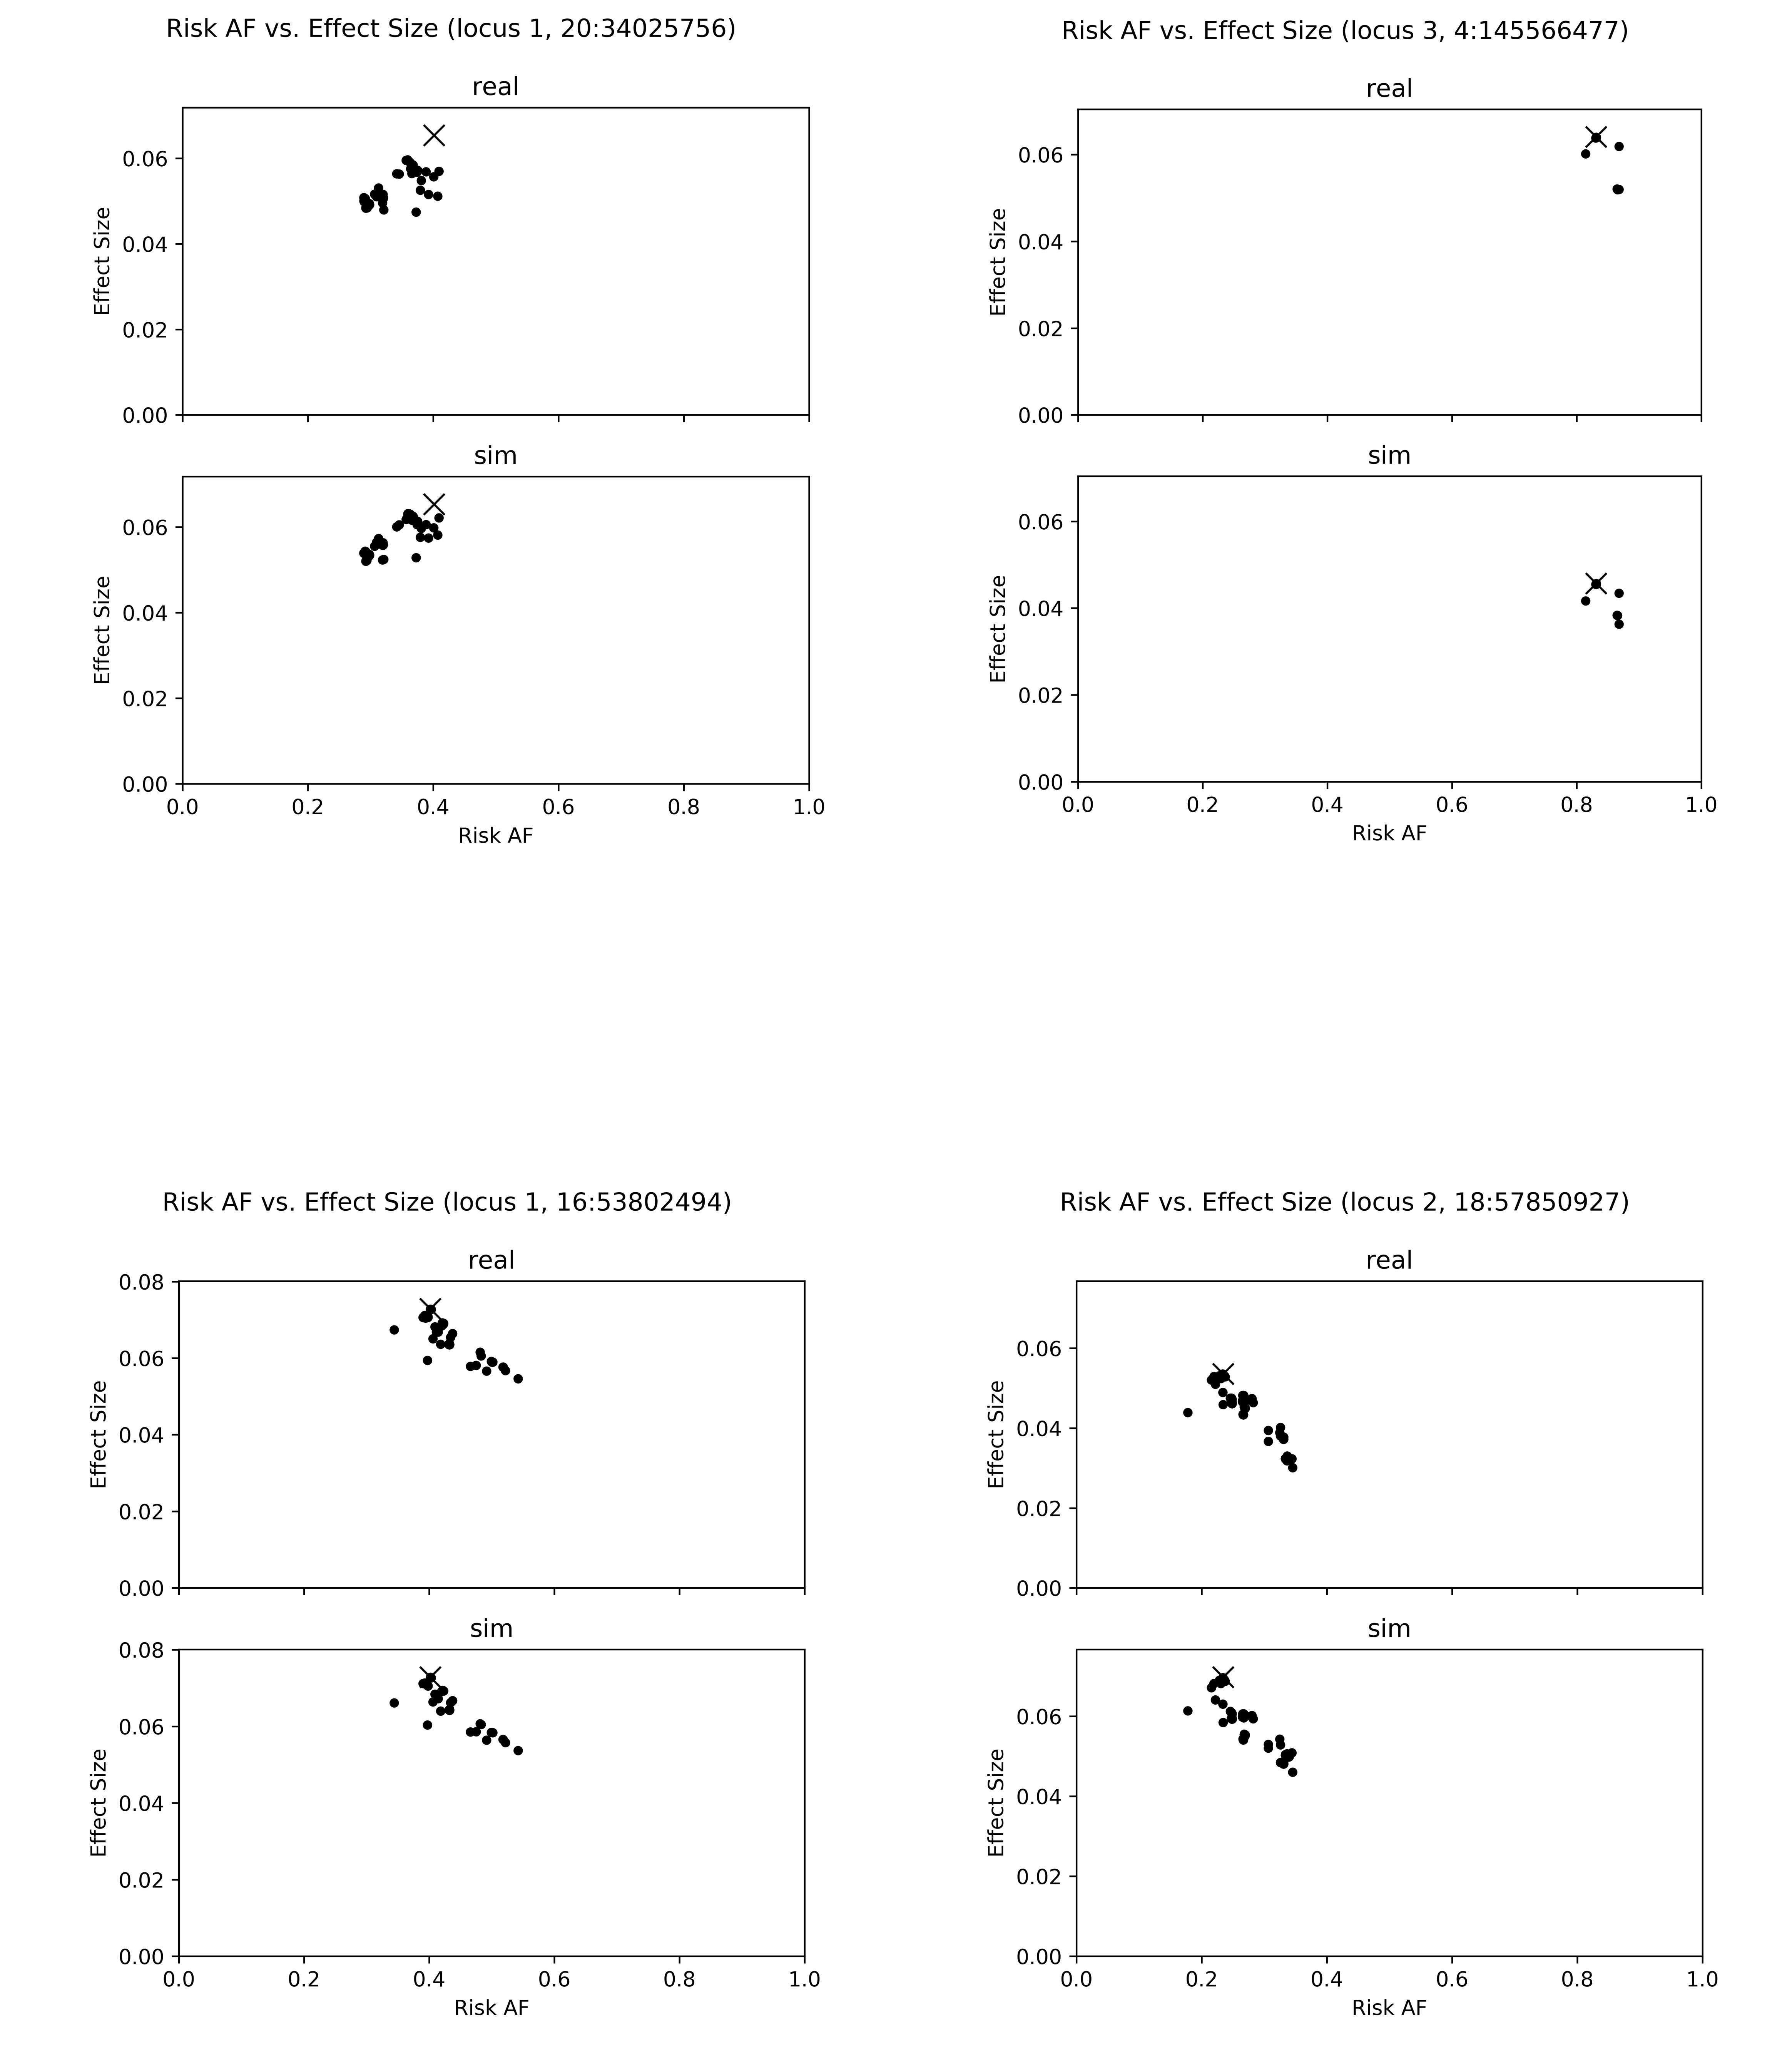 Risk AF vs. Effect Size (locus 1, 20:34025756)
real
0.06
0.04
0.02
0.00
Effect Size
sim
0.06
0.04
0.02
0.00
Effect Size
0.0 0.2 0.4 0.6 0.8 1.0
Risk AF
Risk AF vs. Effect Size (locus 3, 4:145566477)
real
0.06
0.04
0.02
0.00
Effect Size
sim
0.06
0.04
0.02
0.00
Effect Size
0.0 0.2 0.4 0.6 0.8 1.0
Risk AF
Risk AF vs. Effect Size (locus 1, 16:53802494)
real
0.08
0.06
0.04
0.02
0.00
Effect Size
sim
0.08
0.06
0.04
0.02
0.00
Effect Size
0.0 0.2 0.4 0.6 0.8 1.0
Risk AF
Risk AF vs. Effect Size (locus 2, 18:57850927)
real
0.06
0.04
0.02
0.00
Effect Size
sim
0.06
0.04
0.02
0.00
Effect Size
0.0 0.2 0.4 0.6 0.8 1.0
Risk AF